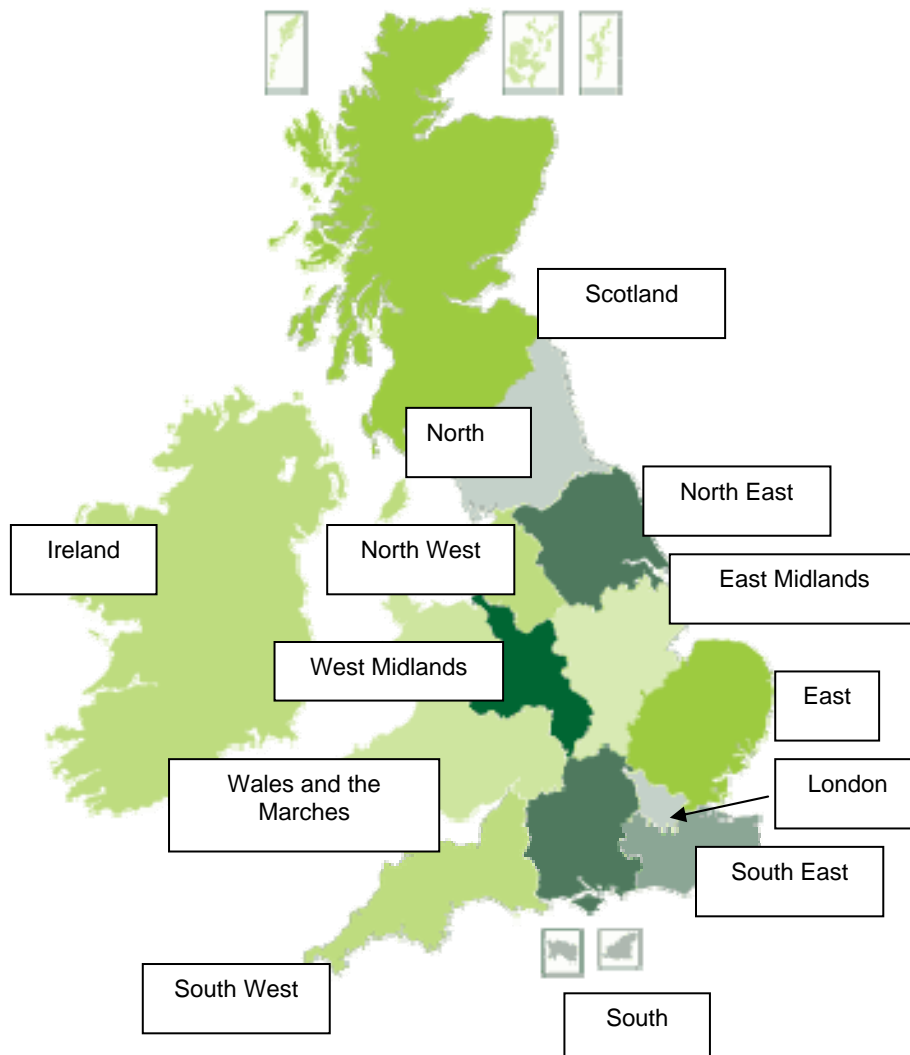 Scotland
North
North East
Ireland
North West
East Midlands
West Midlands
East
Wales and the
Marches
London
South East
South West
South